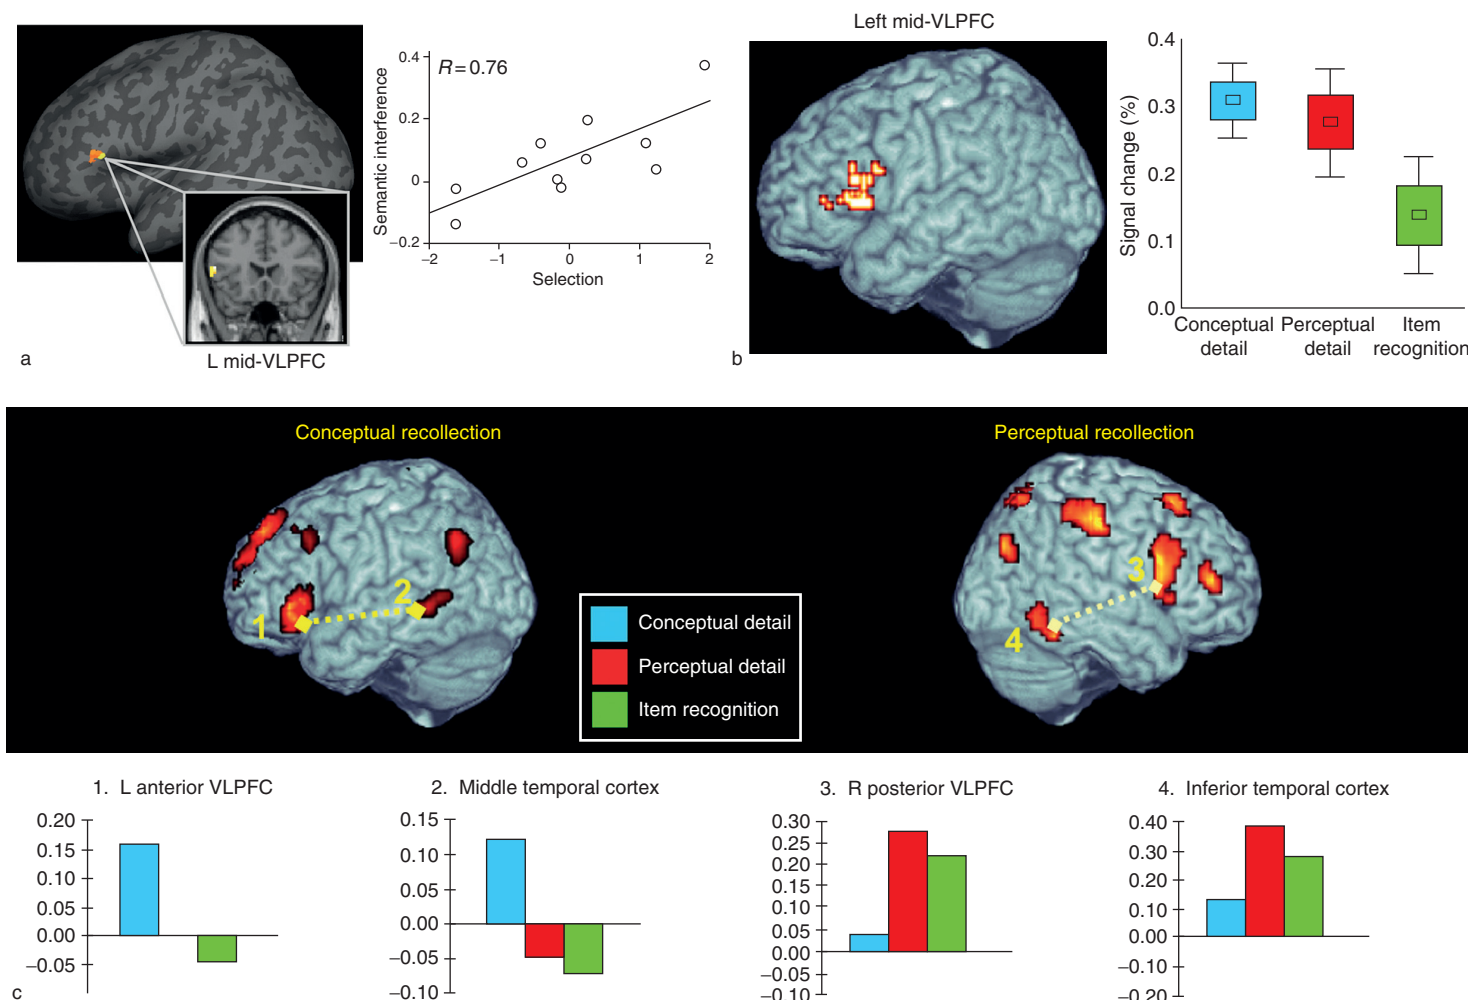 R=0.76
Semantic interference
0.4
0.2
0
−0.2
−2
−1
0
1
2
Selection
L mid-VLPFC
a
Left mid-VLPFC
Signal change (%)
0.4
0.3
0.2
0.1
0.0
Conceptual detail
Perceptual detail
Item recognition
b
Conceptual recollection
Perceptual recollection
1
2
3
4
Conceptual detail
Perceptual detail
Item recognition
1. L anterior VLPFC
0.20
0.15
0.10
0.05
0.00
−0.05
2. Middle temporal cortex
0.15
0.10
0.05
0.00
−0.05
−0.10
3. R posterior VLPFC
0.30
0.25
0.20
0.15
0.10
0.05
0.00
−0.05
−0.10
4. Inferior temporal cortex
0.40
0.30
0.20
0.10
0.00
−0.10
−0.20
c